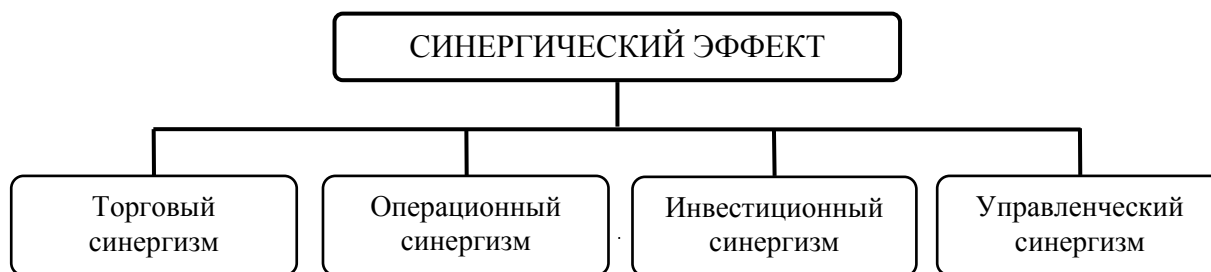 СИНЕРГИЧЕСКИЙ ЭФФЕКТ
Торговый
синергизм
Операционный
синергизм
Инвестиционный
синергизм
Управленческий
синергизм